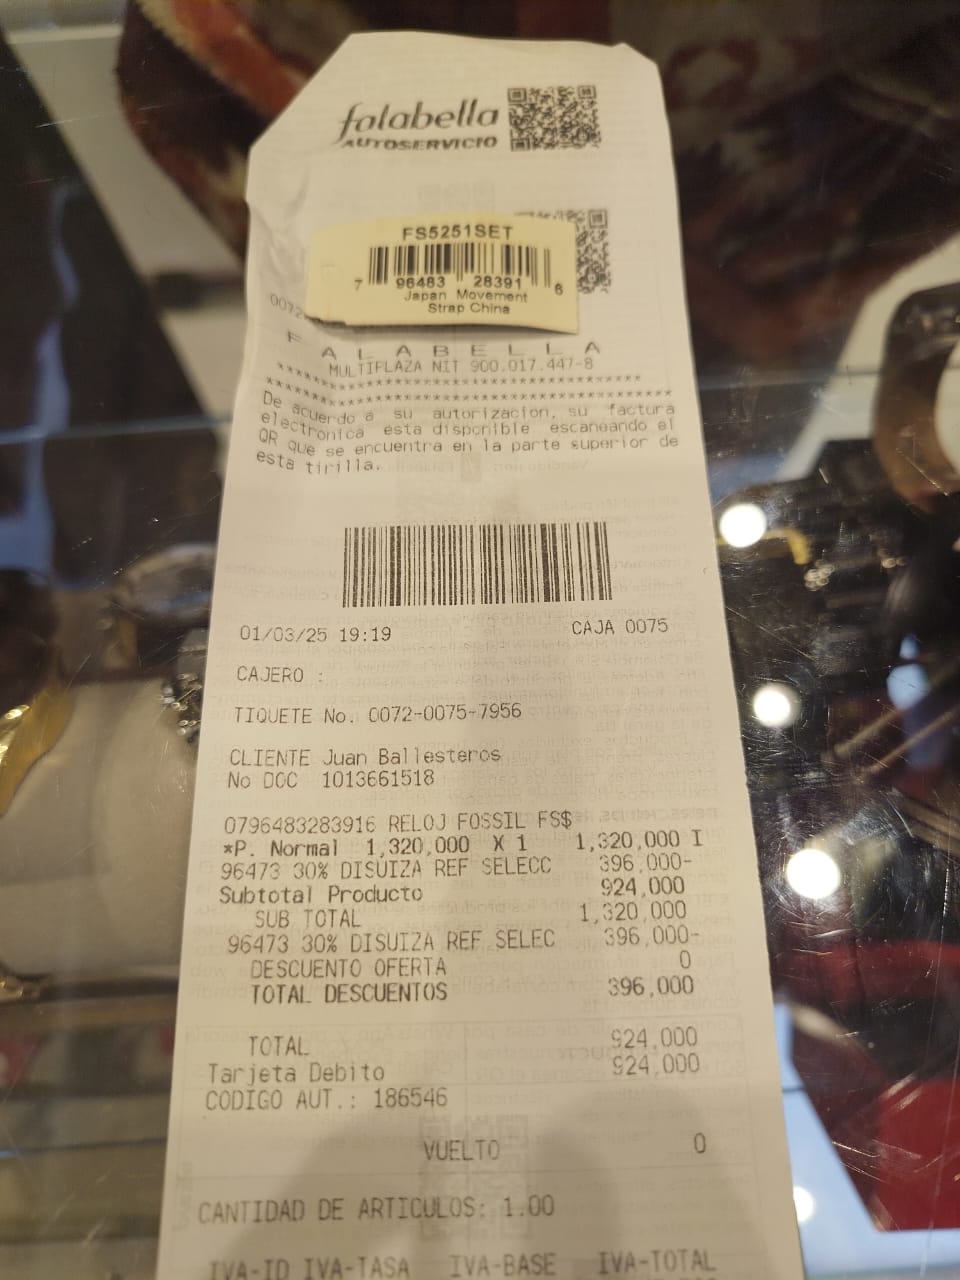 falabella
AUTOSERVICIO
FS5251SET
7 96483 28391 6
Japan Movement
Strap China
0072
F A L A B E L L A
MULTIPLAZA NIT 900.017.447-8
****************************************
****************************************
De acuerdo a su autorizacion, su factura
electronica esta disponible escaneando el
QR que se encuentra en la parte superior de
esta tirilla.
01/03/25 19:19 CAJA 0075
CAJERO :
TIQUETE No. 0072-0075-7956
CLIENTE Juan Ballesteros
No DOC 1013661518
0796483283916 RELOJ FOSSIL FS$
*P. Normal 1,320,000 X 1 1,320,000 I
96473 30% DISUIZA REF SELECC 396,000-
Subtotal Producto 924,000
SUB TOTAL 1,320,000
96473 30% DISUIZA REF SELEC 396,000-
DESCUENTO OFERTA 0
TOTAL DESCUENTOS 396,000
TOTAL 924,000
Tarjeta Debito 924,000
CODIGO AUT.: 186546
VUELTO 0
CANTIDAD DE ARTICULOS: 1.00
IVA-ID IVA-TASA IVA-BASE IVA-TOTAL